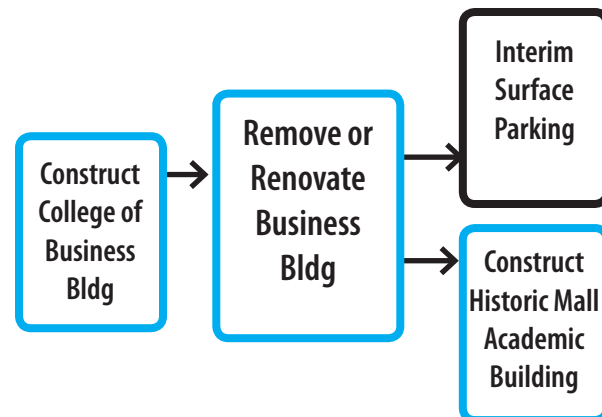 Construct
College of
Business
Bldg
Remove or
Renovate
Business
Bldg
Interim
Surface
Parking
Construct
Historic Mall
Academic
Building